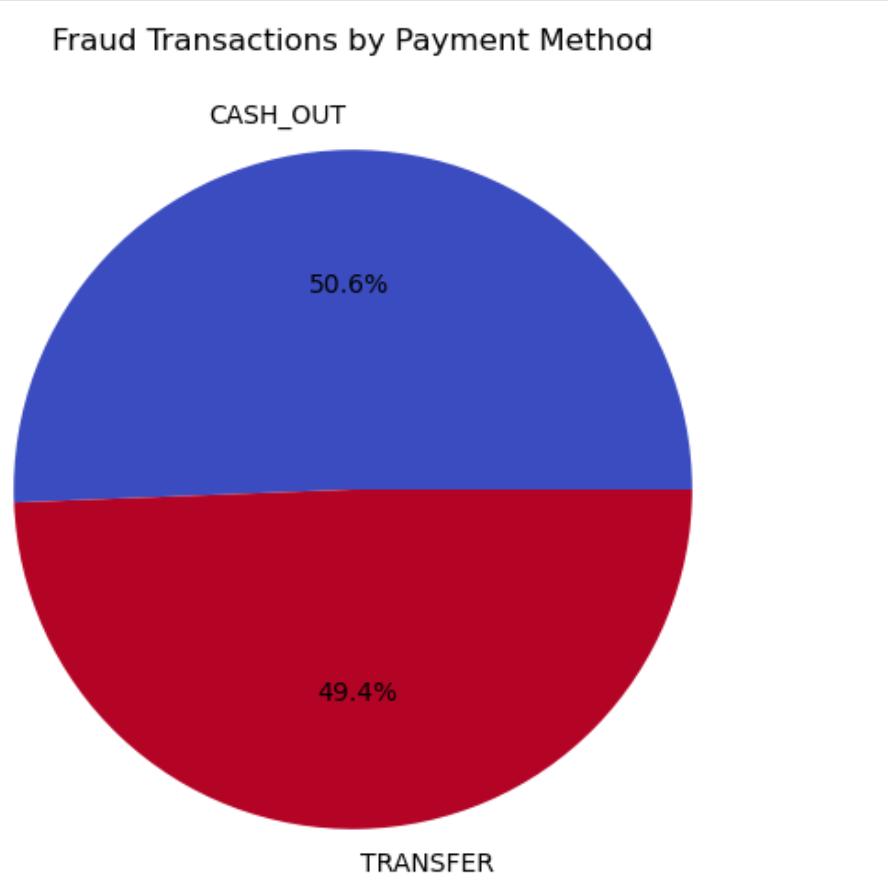 Fraud Transactions by Payment Method
CASH_OUT
50.6%
49.4%
TRANSFER